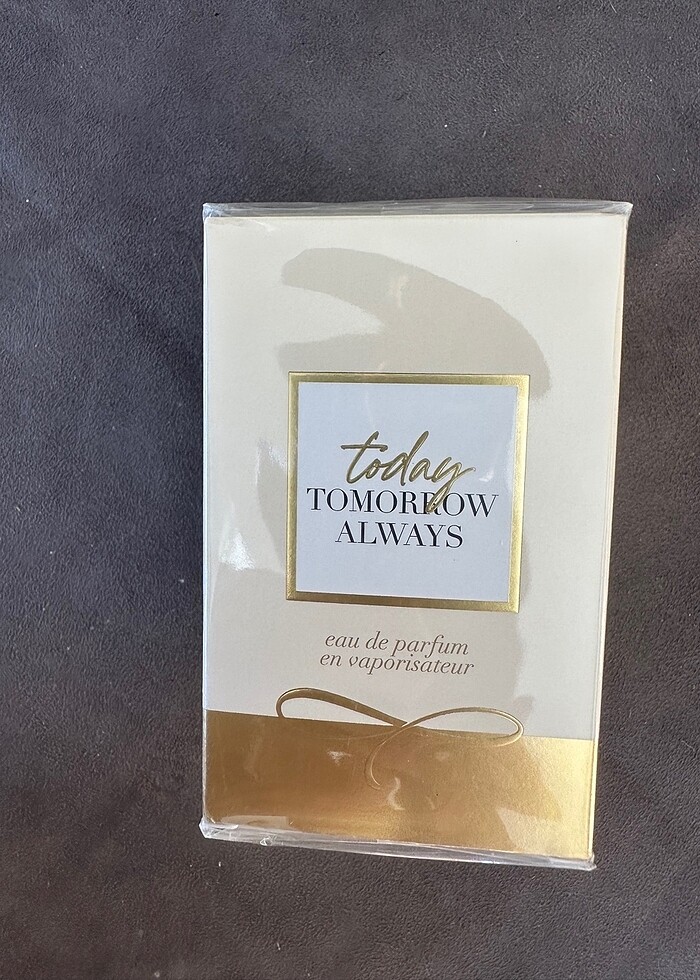 today
TOMORROW
ALWAYS
eau de parfum
en vaporisateur